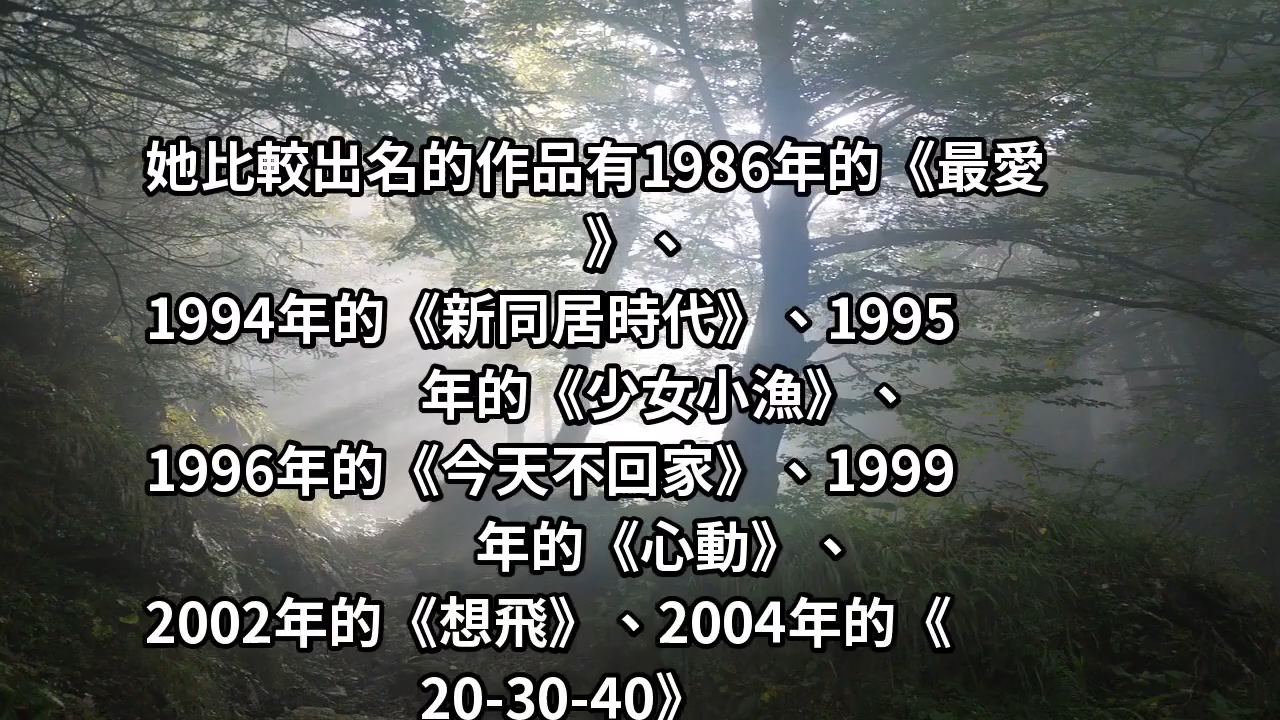 她比較出名的作品有1986年的《最愛
》、
1994年的《新同居時代》、1995
年的《少女小漁》、
1996年的《今天不回家》、1999
年的《心動》、
2002年的《想飛》、2004年的《
20-30-40》